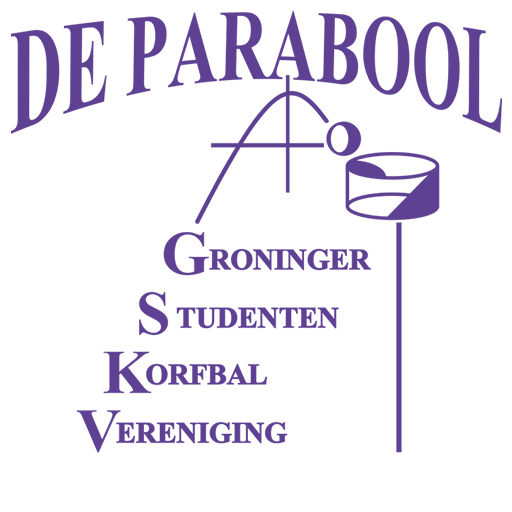 DE PARABOOL
GRONINGER
STUDENTEN
KORFBAL
VERENIGING